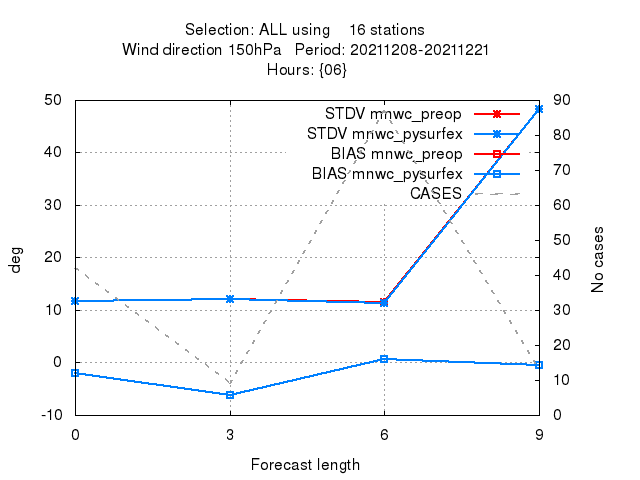 Selection: ALL using 16 stations
Wind direction 150hPa Period: 20211208-20211221
Hours: {06}
50
40
30
20
10
0
-10
90
80
70
60
50
40
30
20
10
0
STDV mnwc_preop
STDV mnwc_pysurfex
BIAS mnwc_preop
BIAS mnwc_pysurfex
CASES
deg
No cases
0 3 6 9
Forecast length